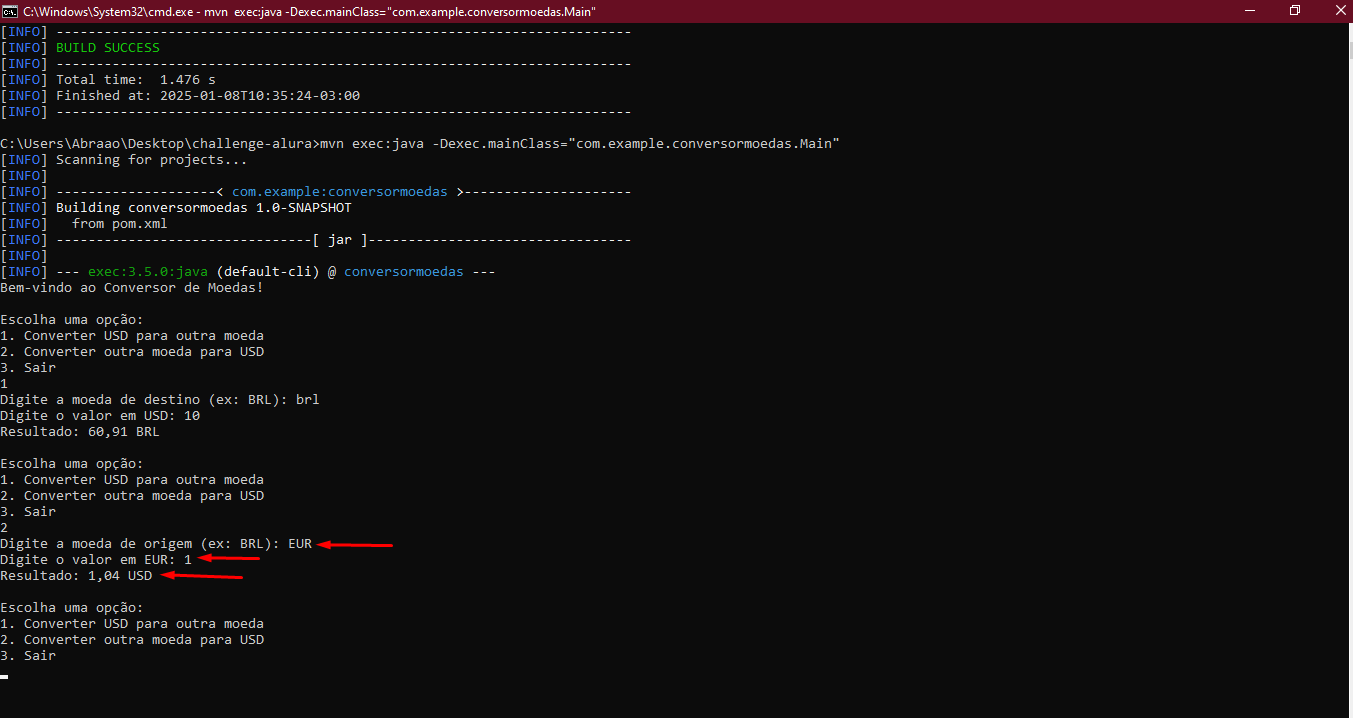 C:\Windows\System32\cmd.exe - mvn  exec:java -Dexec.mainClass="com.example.conversormoedas.Main"
[INFO] ------------------------------------------------------------------------
[INFO] BUILD SUCCESS
[INFO] ------------------------------------------------------------------------
[INFO] Total time:  1.476 s
[INFO] Finished at: 2025-01-08T10:35:24-03:00
[INFO] ------------------------------------------------------------------------
C:\Users\Abraao\Desktop\challenge-alura>mvn exec:java -Dexec.mainClass="com.example.conversormoedas.Main"
[INFO] Scanning for projects...
[INFO]
[INFO] --------------------< com.example:conversormoedas >---------------------
[INFO] Building conversormoedas 1.0-SNAPSHOT
[INFO]   from pom.xml
[INFO] --------------------------------[ jar ]---------------------------------
[INFO]
[INFO] --- exec:3.5.0:java (default-cli) @ conversormoedas ---
Bem-vindo ao Conversor de Moedas!
Escolha uma opção:
1. Converter USD para outra moeda
2. Converter outra moeda para USD
3. Sair
1
Digite a moeda de destino (ex: BRL): brl
Digite o valor em USD: 10
Resultado: 60,91 BRL
Escolha uma opção:
1. Converter USD para outra moeda
2. Converter outra moeda para USD
3. Sair
2
Digite a moeda de origem (ex: BRL): EUR
Digite o valor em EUR: 1
Resultado: 1,04 USD
Escolha uma opção:
1. Converter USD para outra moeda
2. Converter outra moeda para USD
3. Sair